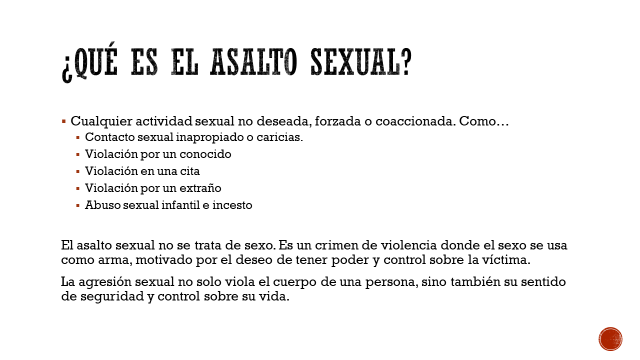 ¿QUÉ ES EL ASALTO SEXUAL?
Cualquier actividad sexual no deseada, forzada o coaccionada. Como…
Contacto sexual inapropiado o caricias.
Violación por un conocido
Violación en una cita
Violación por un extraño
Abuso sexual infantil e incesto
El asalto sexual no se trata de sexo. Es un crimen de violencia donde el sexo se usa
como arma, motivado por el deseo de tener poder y control sobre la víctima.
La agresión sexual no solo viola el cuerpo de una persona, sino también su sentido
de seguridad y control sobre su vida.